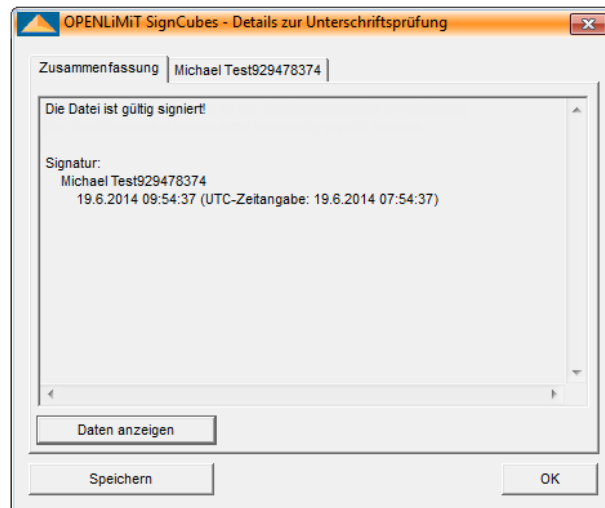 OPENLiMiT SignCubes - Details zur Unterschriftsprüfung
Zusammenfassung
Michael Test929478374
Die Datei ist gültig signiert!
Signatur:
Michael Test929478374
19.6.2014 09:54:37 (UTC-Zeitangabe: 19.6.2014 07:54:37)
Daten anzeigen
Speichern
OK